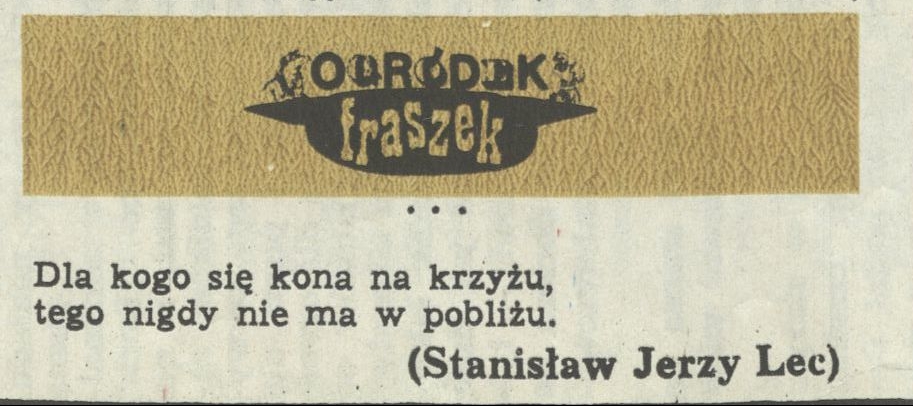 OGRÓDEK
fraszek
• • •
Dla kogo się kona na krzyżu,
tego nigdy nie ma w pobliżu.
(Stanisław Jerzy Lec)